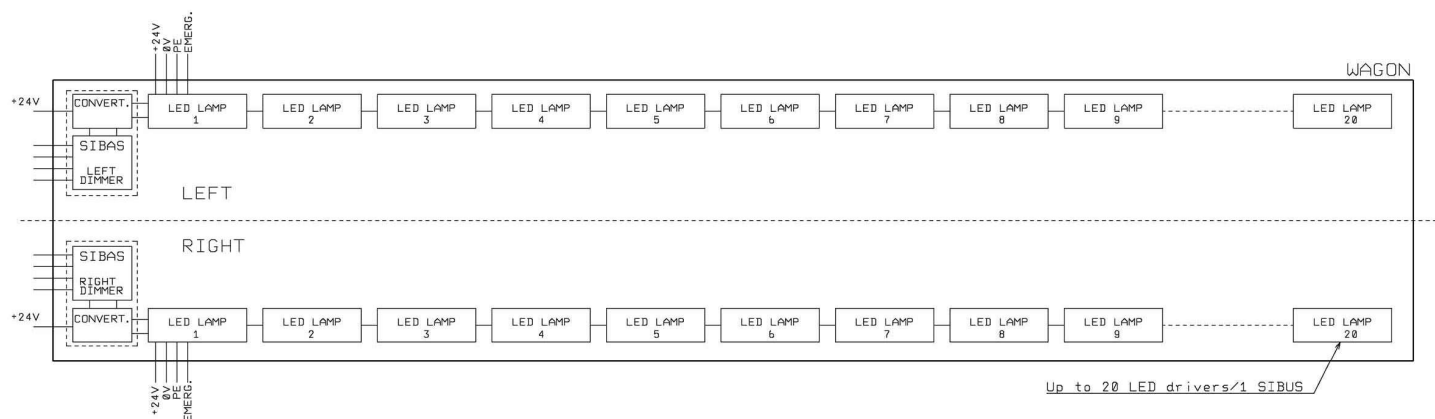 +24V
0V
PE
EMERG.
WAGON
+24V
CONVERT.
LED LAMP
1
LED LAMP
2
LED LAMP
3
LED LAMP
4
LED LAMP
5
LED LAMP
6
LED LAMP
7
LED LAMP
8
LED LAMP
9
LED LAMP
20
SIBAS
LEFT
DIMMER
LEFT
RIGHT
SIBAS
RIGHT
DIMMER
+24V
CONVERT.
LED LAMP
1
LED LAMP
2
LED LAMP
3
LED LAMP
4
LED LAMP
5
LED LAMP
6
LED LAMP
7
LED LAMP
8
LED LAMP
9
LED LAMP
20
+24V
0V
PE
EMERG.
Up to 20 LED drivers/1 SIBUS